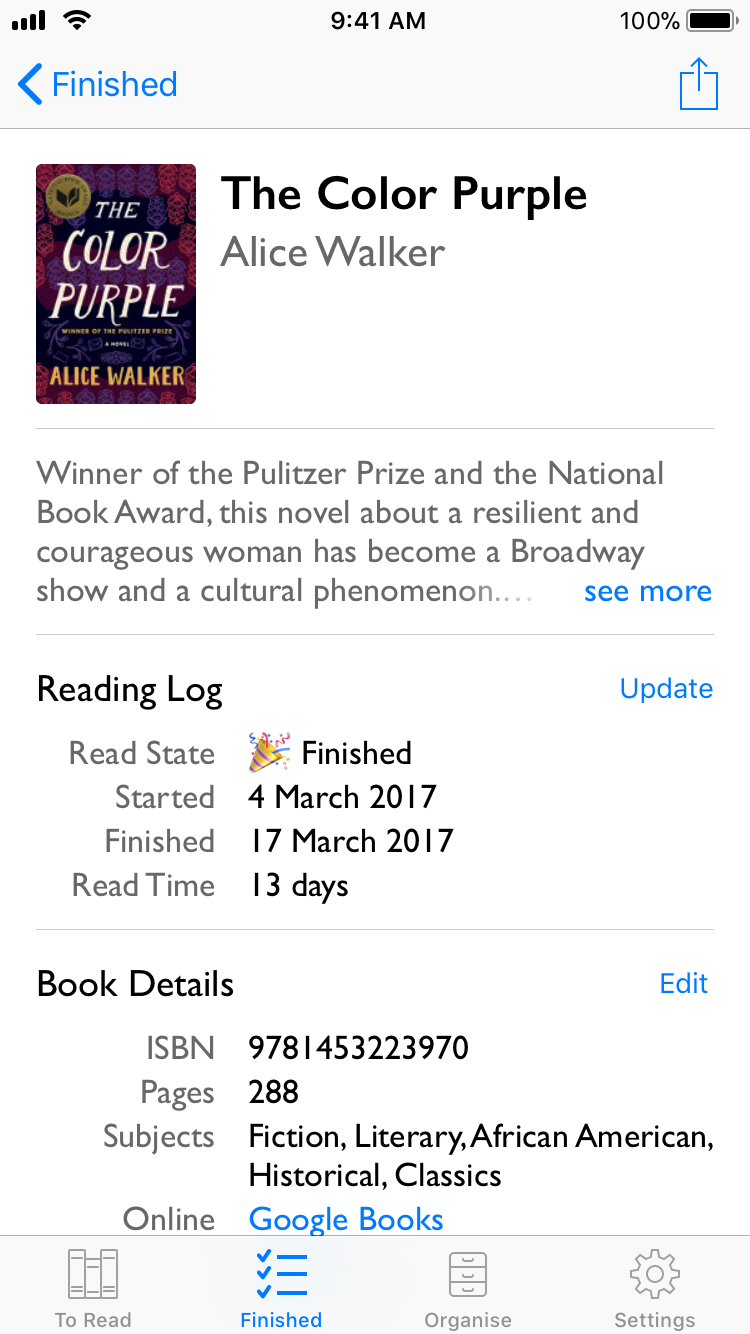 9:41 AM
100%
Finished
THE
COLOR
PURPLE
WINNER OF THE PULITZER PRIZE
A NOVEL
ALICE WALKER
The Color Purple
Alice Walker
Winner of the Pulitzer Prize and the National
Book Award, this novel about a resilient and
courageous woman has become a Broadway
show and a cultural phenomenon.... see more
Reading Log Update
Read State 🎉 Finished
Started 4 March 2017
Finished 17 March 2017
Read Time 13 days
Book Details Edit
ISBN 9781453223970
Pages 288
Subjects Fiction, Literary, African American,
Historical, Classics
Online Google Books
To Read Finished Organise Settings